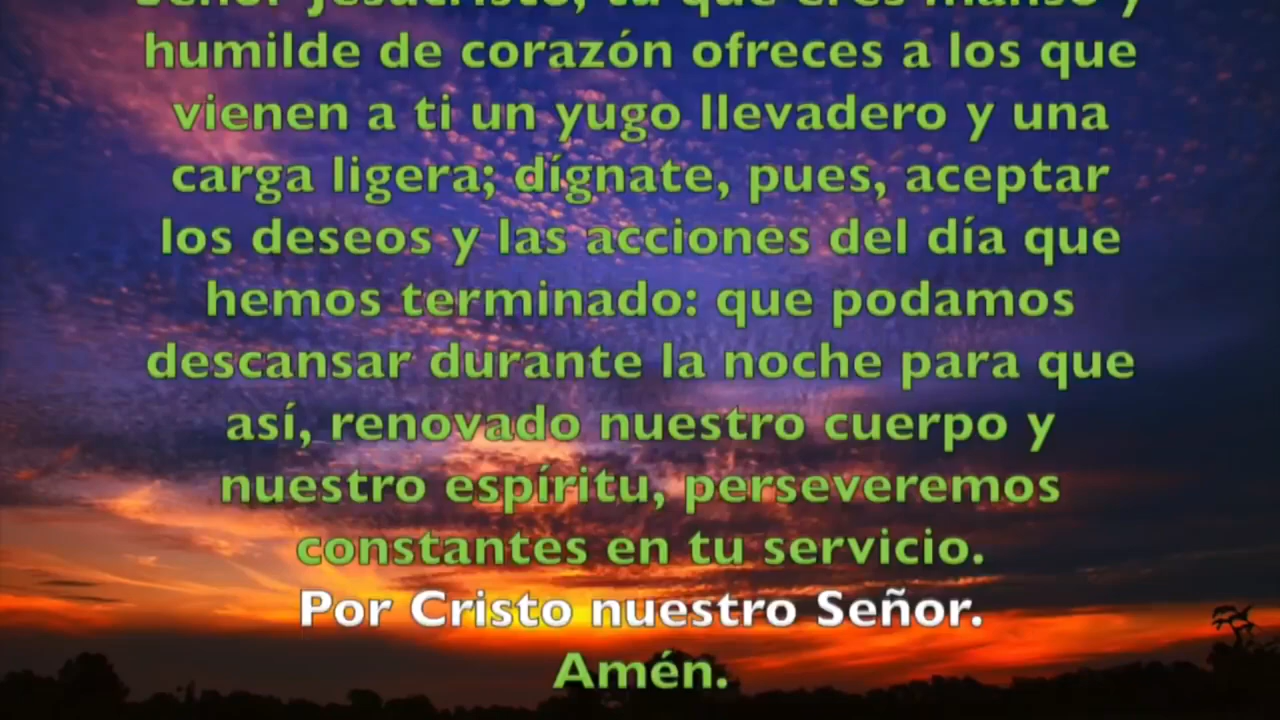 Señor Jesucristo, tú que eres manso y
humilde de corazón ofreces a los que
vienen a ti un yugo llevadero y una
carga ligera; dígnate, pues, aceptar
los deseos y las acciones del día que
hemos terminado: que podamos
descansar durante la noche para que
así, renovado nuestro cuerpo y
nuestro espíritu, perseveremos
constantes en tu servicio.
Por Cristo nuestro Señor.
Amén.